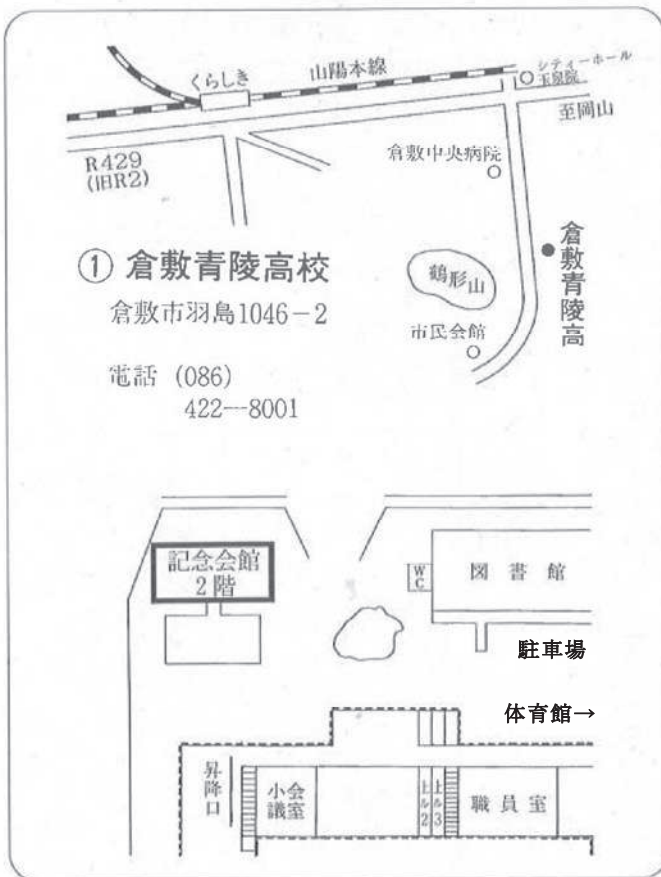 くらしき
山陽本線
シティーホール
玉泉院
至岡山
R429
(旧R2)
倉敷中央病院
① 倉敷青陵高校
倉敷市羽島1046-2
電話 (086)
422-8001
鶴形山
倉敷青陵高
市民会館
記念会館
2階
WC
図書館
駐車場
体育館→
昇降口
小会
議室
上ル2
上ル3
職員室